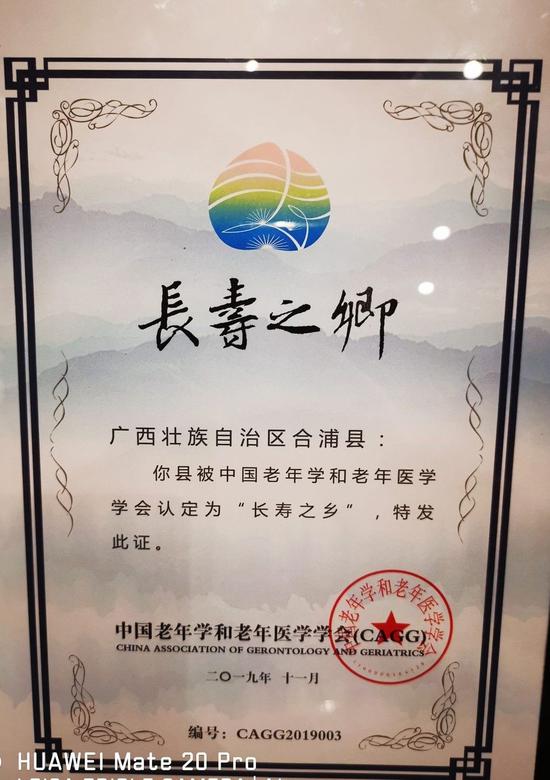 長壽之鄉
广西壮族自治区合浦县：
你县被中国老年学和老年医学
学会认定为“长寿之乡”，特发
此证。
中国老年学和老年医学学会
中国老年学和老年医学学会(CAGG)
CHINA ASSOCIATION OF GERONTOLOGY AND GERIATRICS
二〇一九年 十一月
编号：CAGG2019003
HUAWEI Mate 20 Pro